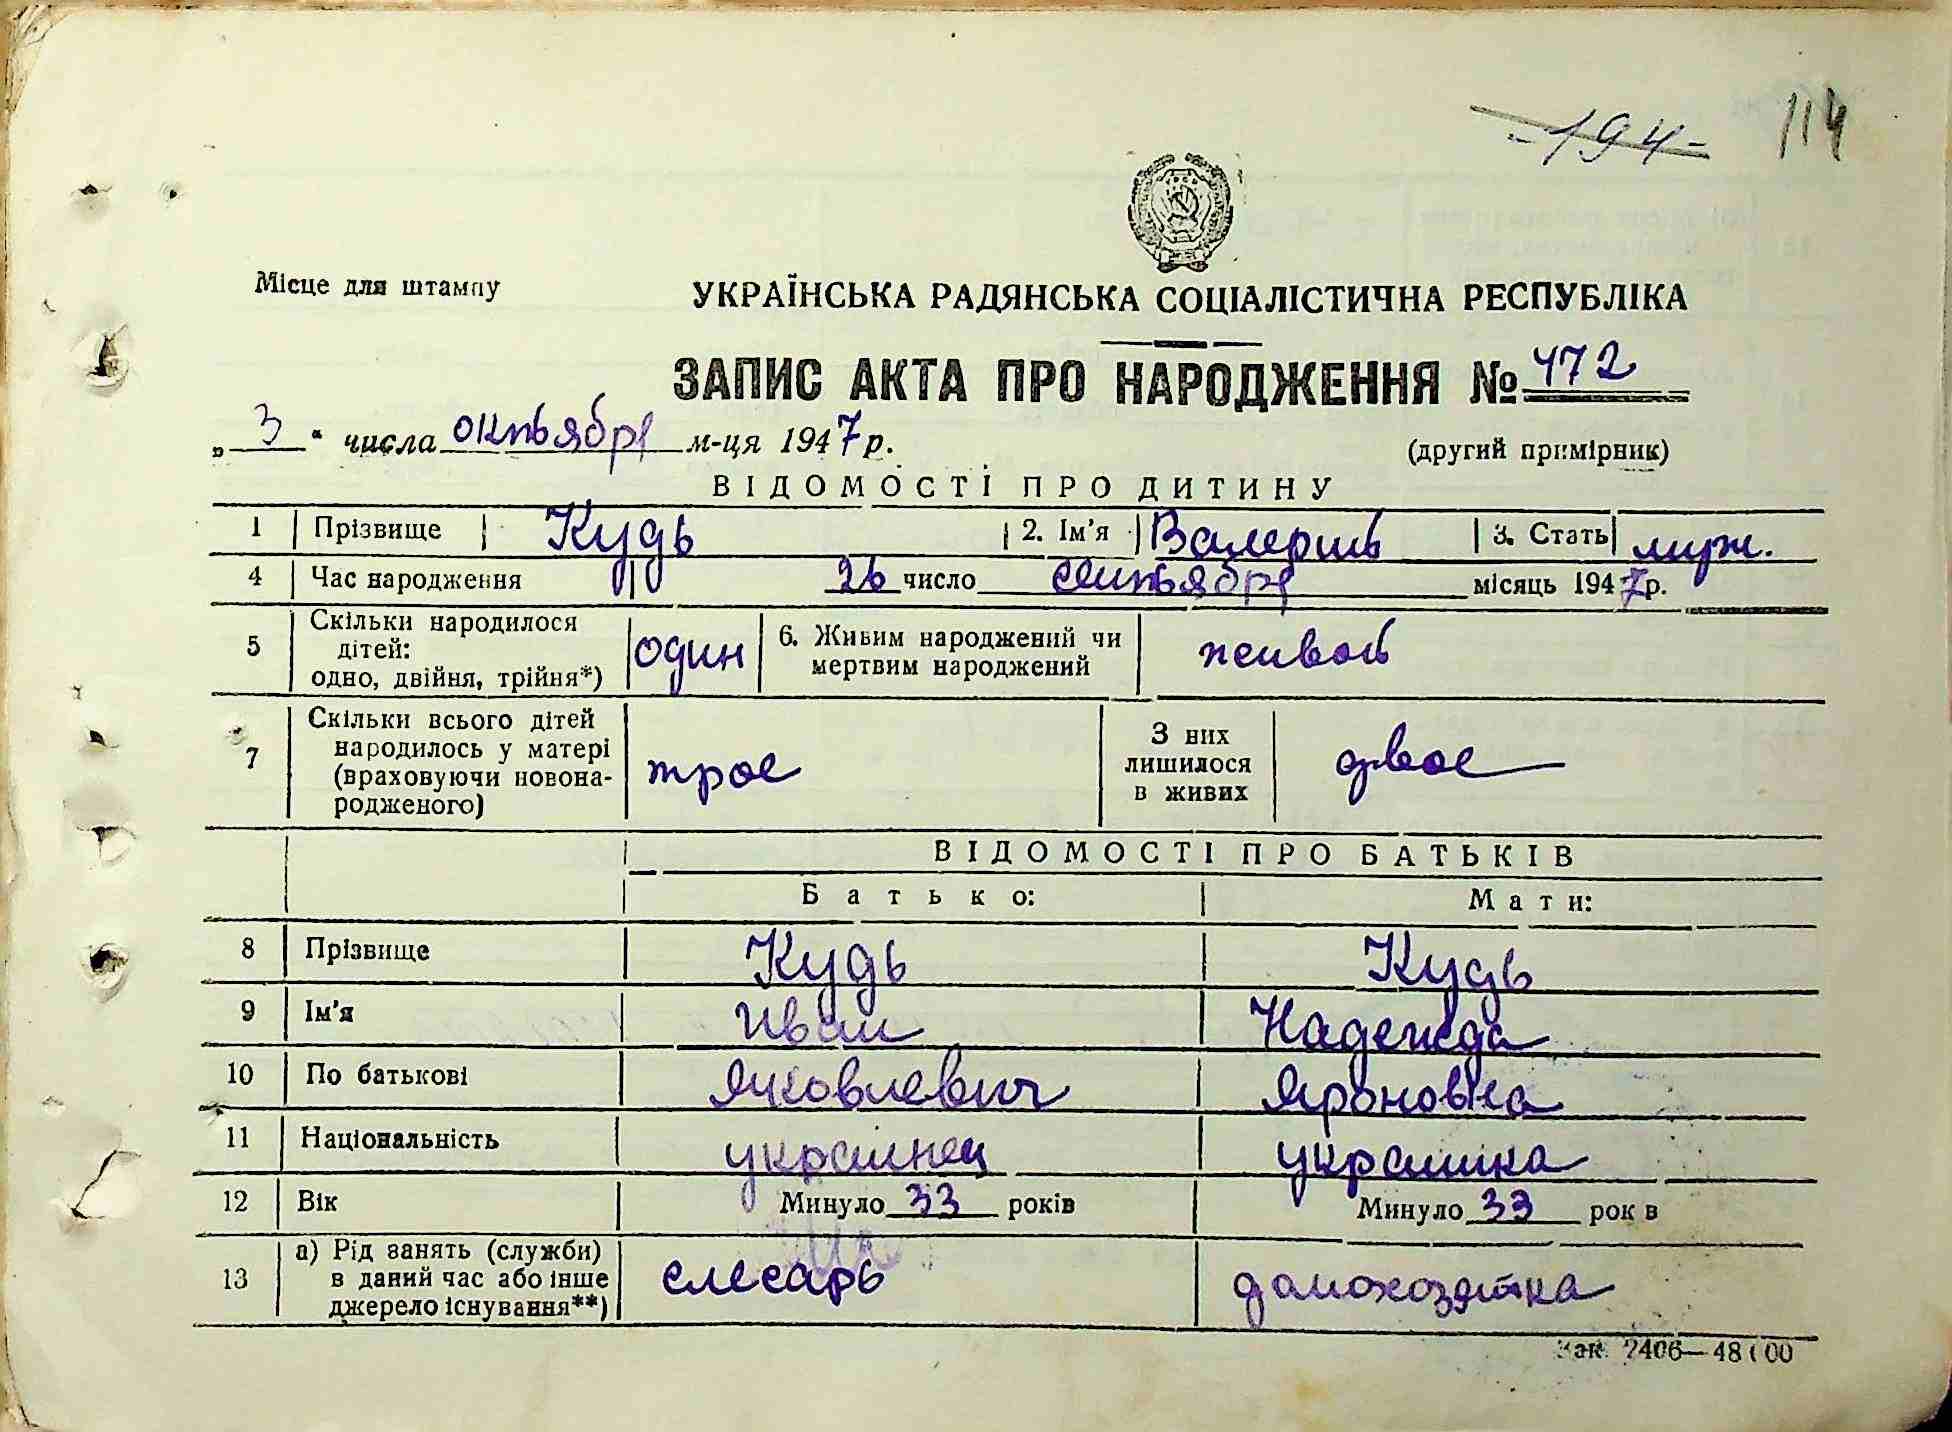 -194- 114
Місце для штампу
УКРАЇНСЬКА РАДЯНСЬКА СОЦІАЛІСТИЧНА РЕСПУБЛІКА
ЗАПИС АКТА ПРО НАРОДЖЕННЯ № 472
„ 3 “ числа октября м-ця 1947 р.
(другий примірник)
ВІДОМОСТІ ПРО ДИТИНУ
1 Прізвище Кудь 2. Ім’я Валерий 3. Стать муж.
4 Час народження 26 число сентября місяць 1947 р.
5 Скільки народилося дітей: одно, двійня, трійня*) один 6. Живим народжений чи мертвим народжений живой
7 Скільки всього дітей народилось у матері (враховуючи новонародженого) трое З них лишилося в живих двое
ВІДОМОСТІ ПРО БАТЬКІВ
Батько: Мати:
8 Прізвище Кудь Кудь
9 Ім’я Иван Надежда
10 По батькові Яковлевич Яроновна
11 Національність украинец украинка
12 Вік Минуло 33 років Минуло 33 рок в
13 а) Рід занять (служби) в даний час або інше джерело існування**) слесарь домохозяйка
Зак. 2406—48000